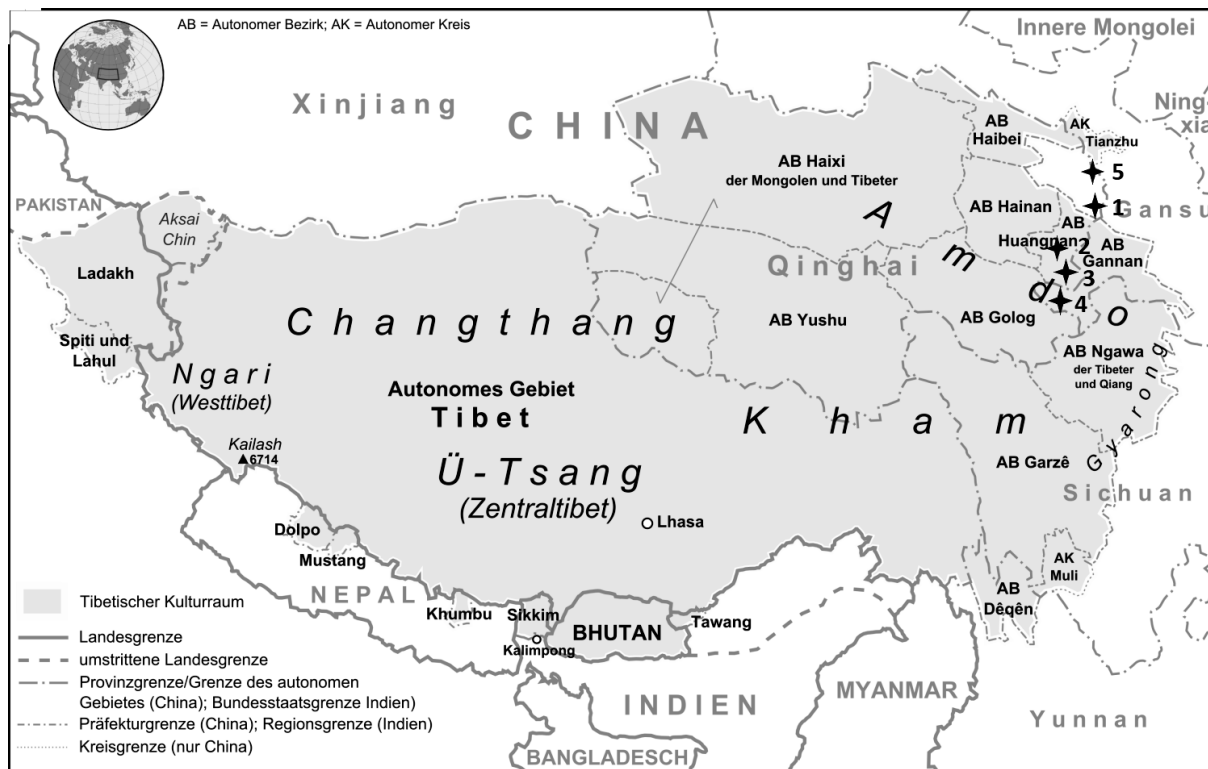 AB = Autonomer Bezirk; AK = Autonomer Kreis
Innere Mongolei
Xinjiang
CHINA
Ning-
xia
AB
Haibei
AK
Tianzhu
AB Haixi
der Mongolen und Tibeter
5
PAKISTAN
Aksai
Chin
AB Hainan
1
Gansu
Amdo
AB
Huangnan
2
AB
Gannan
Ladakh
Qinghai
3
4
Changthang
AB Yushu
AB Golog
Spiti und
Lahul
AB Ngawa
der Tibeter
und Qiang
Ngari
(Westtibet)
Autonomes Gebiet
Tibet
Kham
Gyarong
Kailash
6714
Ü-Tsang
(Zentraltibet)
AB Garzê
Sichuan
Lhasa
Dolpo
Mustang
AK
Muli
NEPAL
AB
Dêqên
Khumbu
Sikkim
Kalimpong
BHUTAN
Tawang
INDIEN
MYANMAR
Yunnan
BANGLADESCH
Tibetischer Kulturraum
Landesgrenze
umstrittene Landesgrenze
Provinzgrenze/Grenze des autonomen
Gebietes (China); Bundesstaatsgrenze Indien)
Präfekturgrenze (China); Regionsgrenze (Indien)
Kreisgrenze (nur China)